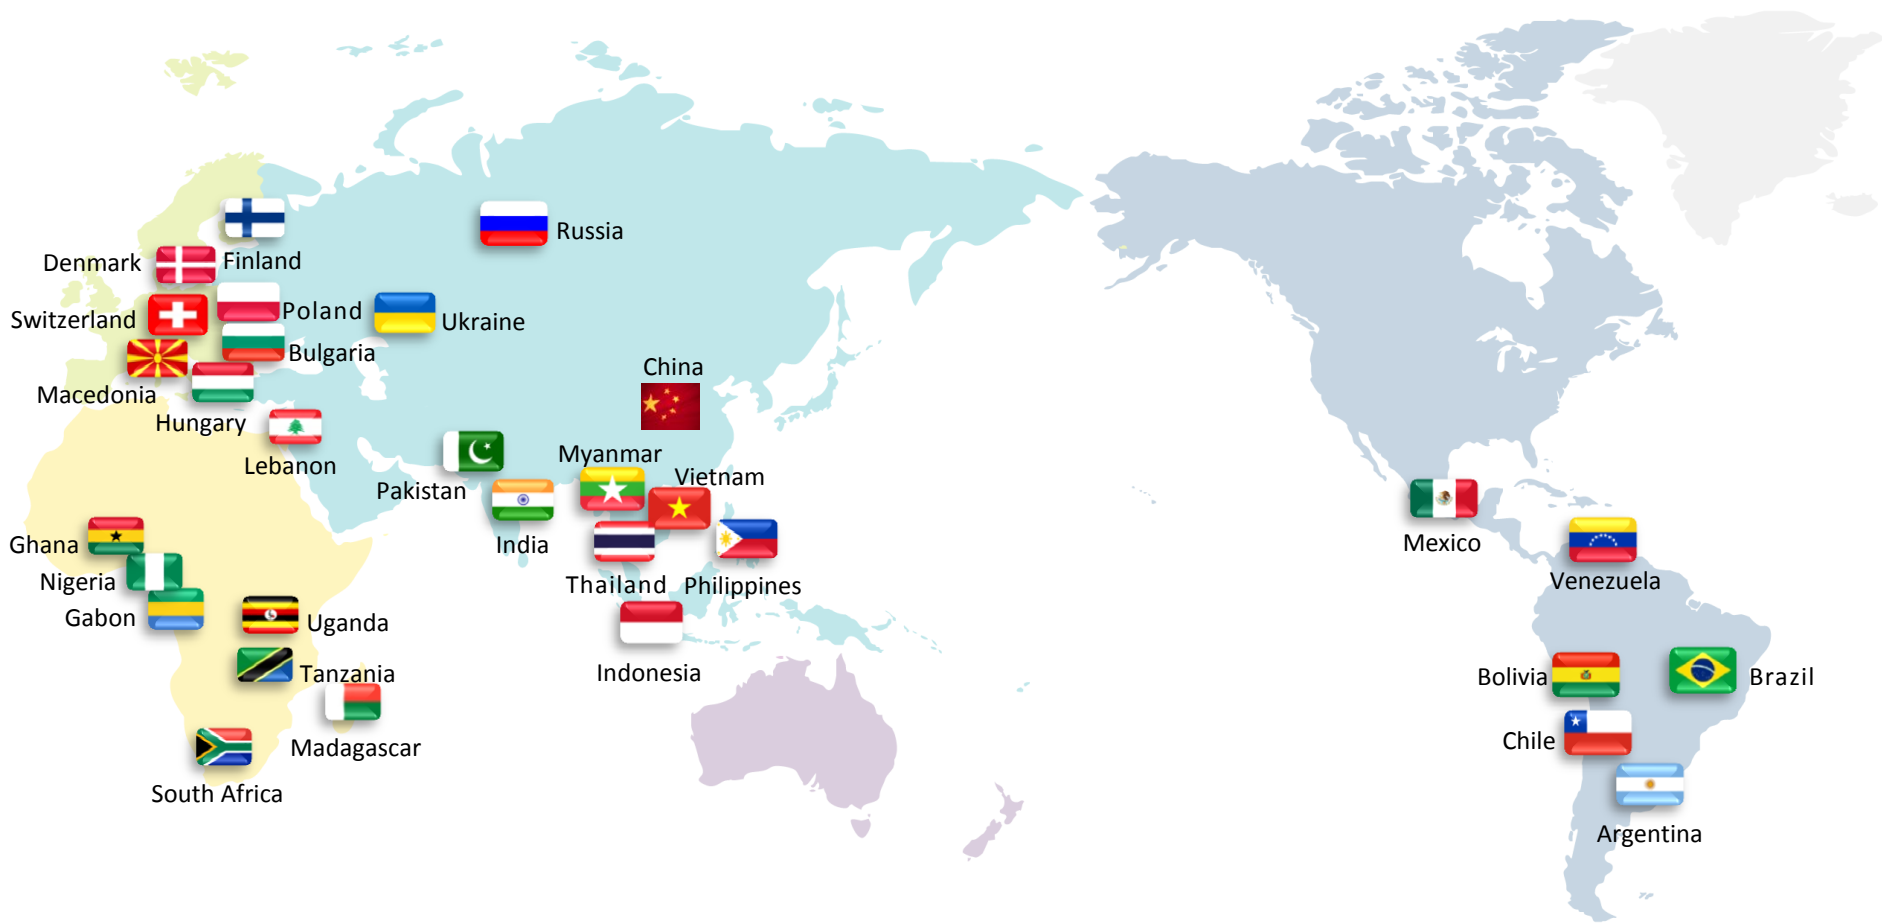 Russia
Denmark
Finland
Switzerland
Poland
Ukraine
Bulgaria
Macedonia
Hungary
Lebanon
China
Myanmar
Pakistan
Vietnam
India
Thailand
Philippines
Indonesia
Ghana
Nigeria
Gabon
Uganda
Tanzania
Madagascar
South Africa
Mexico
Venezuela
Bolivia
Brazil
Chile
Argentina